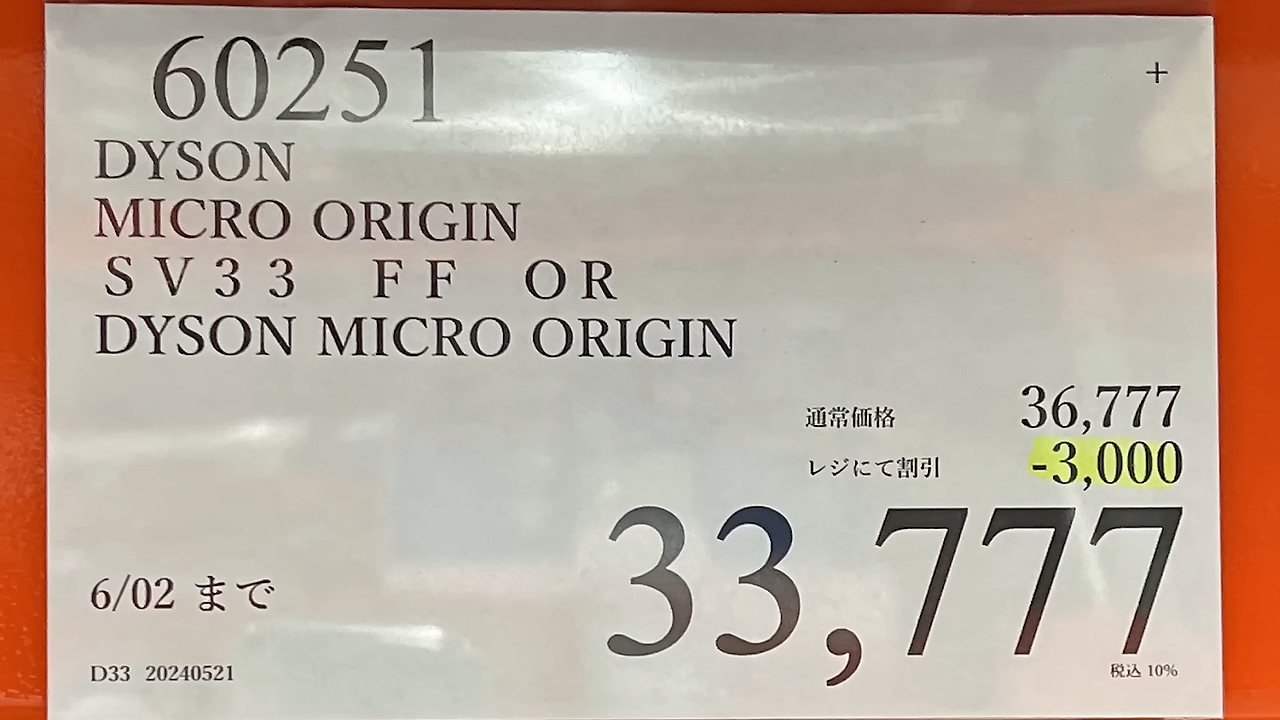 60251
+
DYSON
MICRO ORIGIN
ＳＶ３３　ＦＦ　ＯＲ
DYSON MICRO ORIGIN
通常価格 36,777
レジにて割引 -3,000
33,777
6/02 まで
D33 20240521
税込 10%